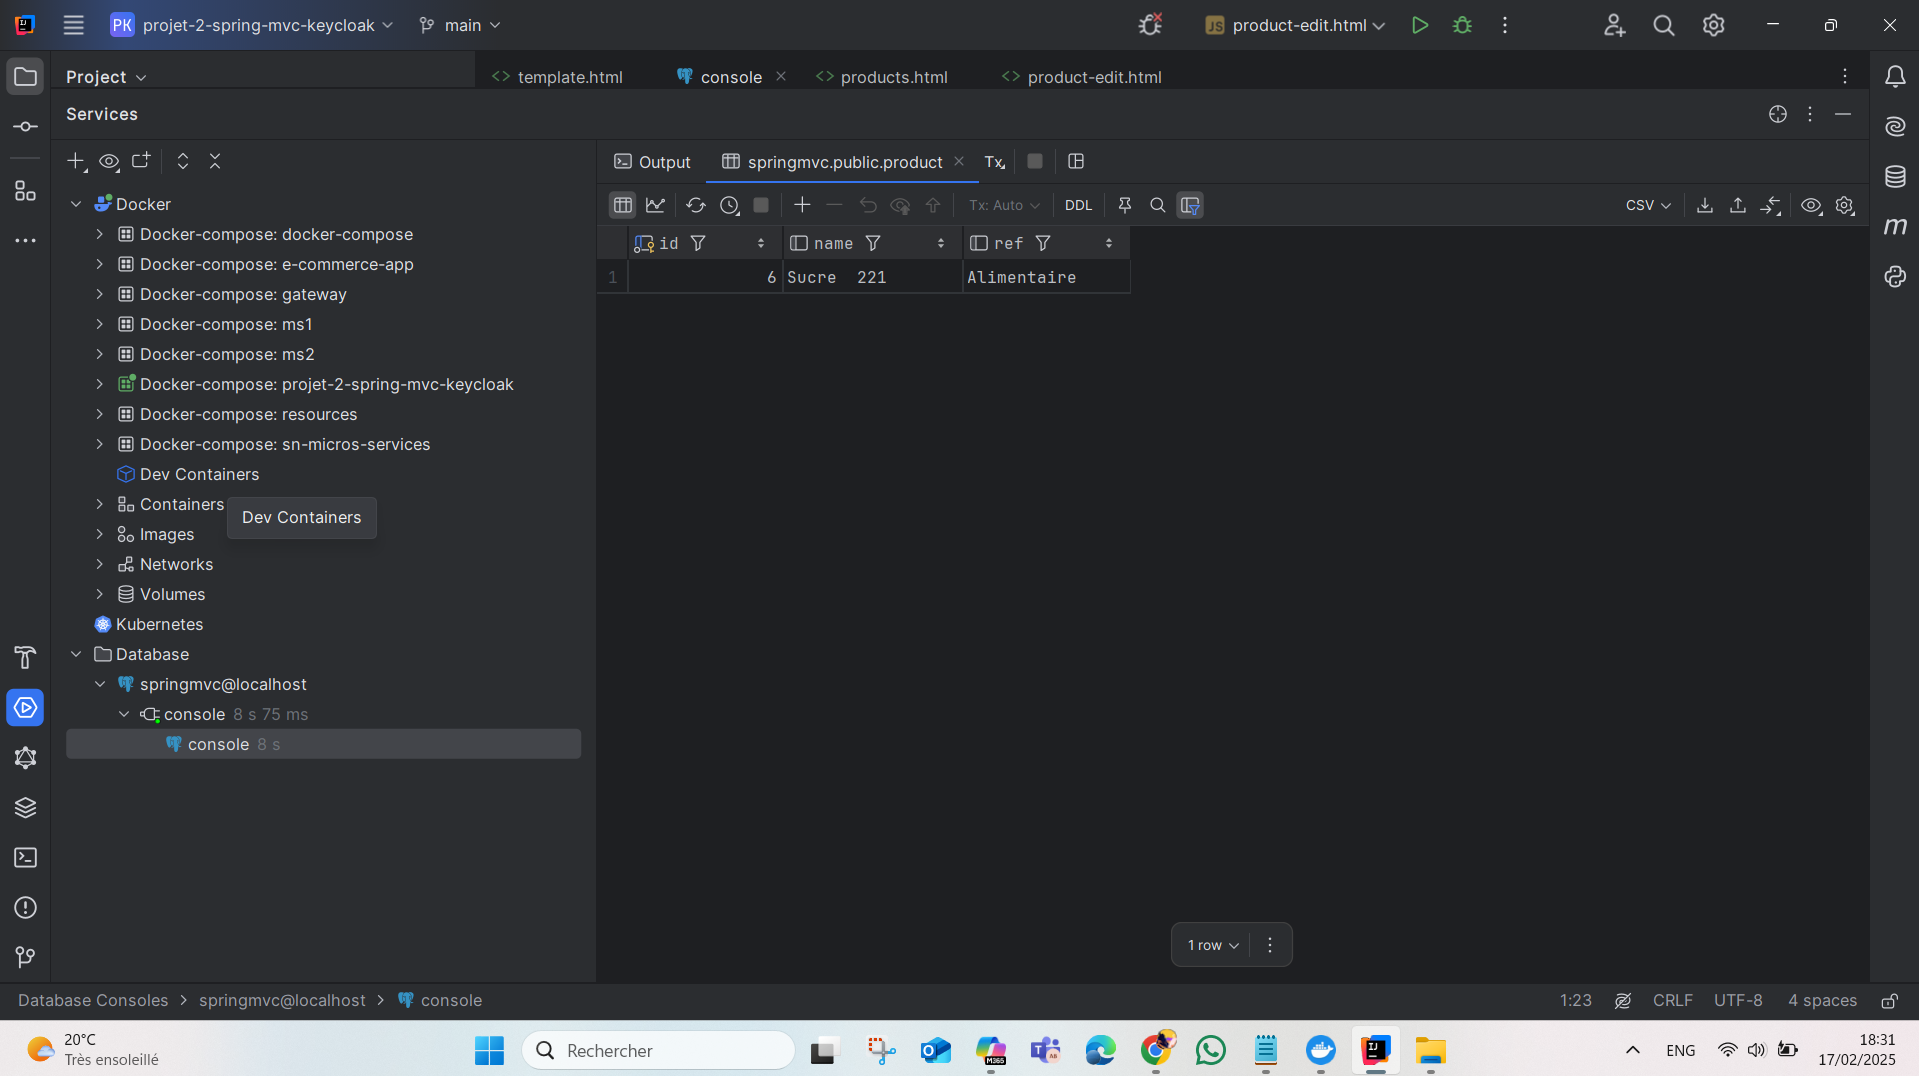 PK projet-2-spring-mvc-keycloak main JS product-edit.html
Project template.html console products.html product-edit.html
Services
Output springmvc.public.product Tx
Docker
Docker-compose: docker-compose
Docker-compose: e-commerce-app
Docker-compose: gateway
Docker-compose: ms1
Docker-compose: ms2
Docker-compose: projet-2-spring-mvc-keycloak
Docker-compose: resources
Docker-compose: sn-micros-services
Dev Containers
Containers
Dev Containers
Images
Networks
Volumes
Kubernetes
Database
springmvc@localhost
console 8 s 75 ms
console 8 s
Tx: Auto DDL CSV
id name ref
1 6 Sucre 221 Alimentaire
1 row
m
Database Consoles springmvc@localhost console 1:23 CRLF UTF-8 4 spaces
20°C
Très ensoleillé
Rechercher
M365
ENG
18:31
17/02/2025